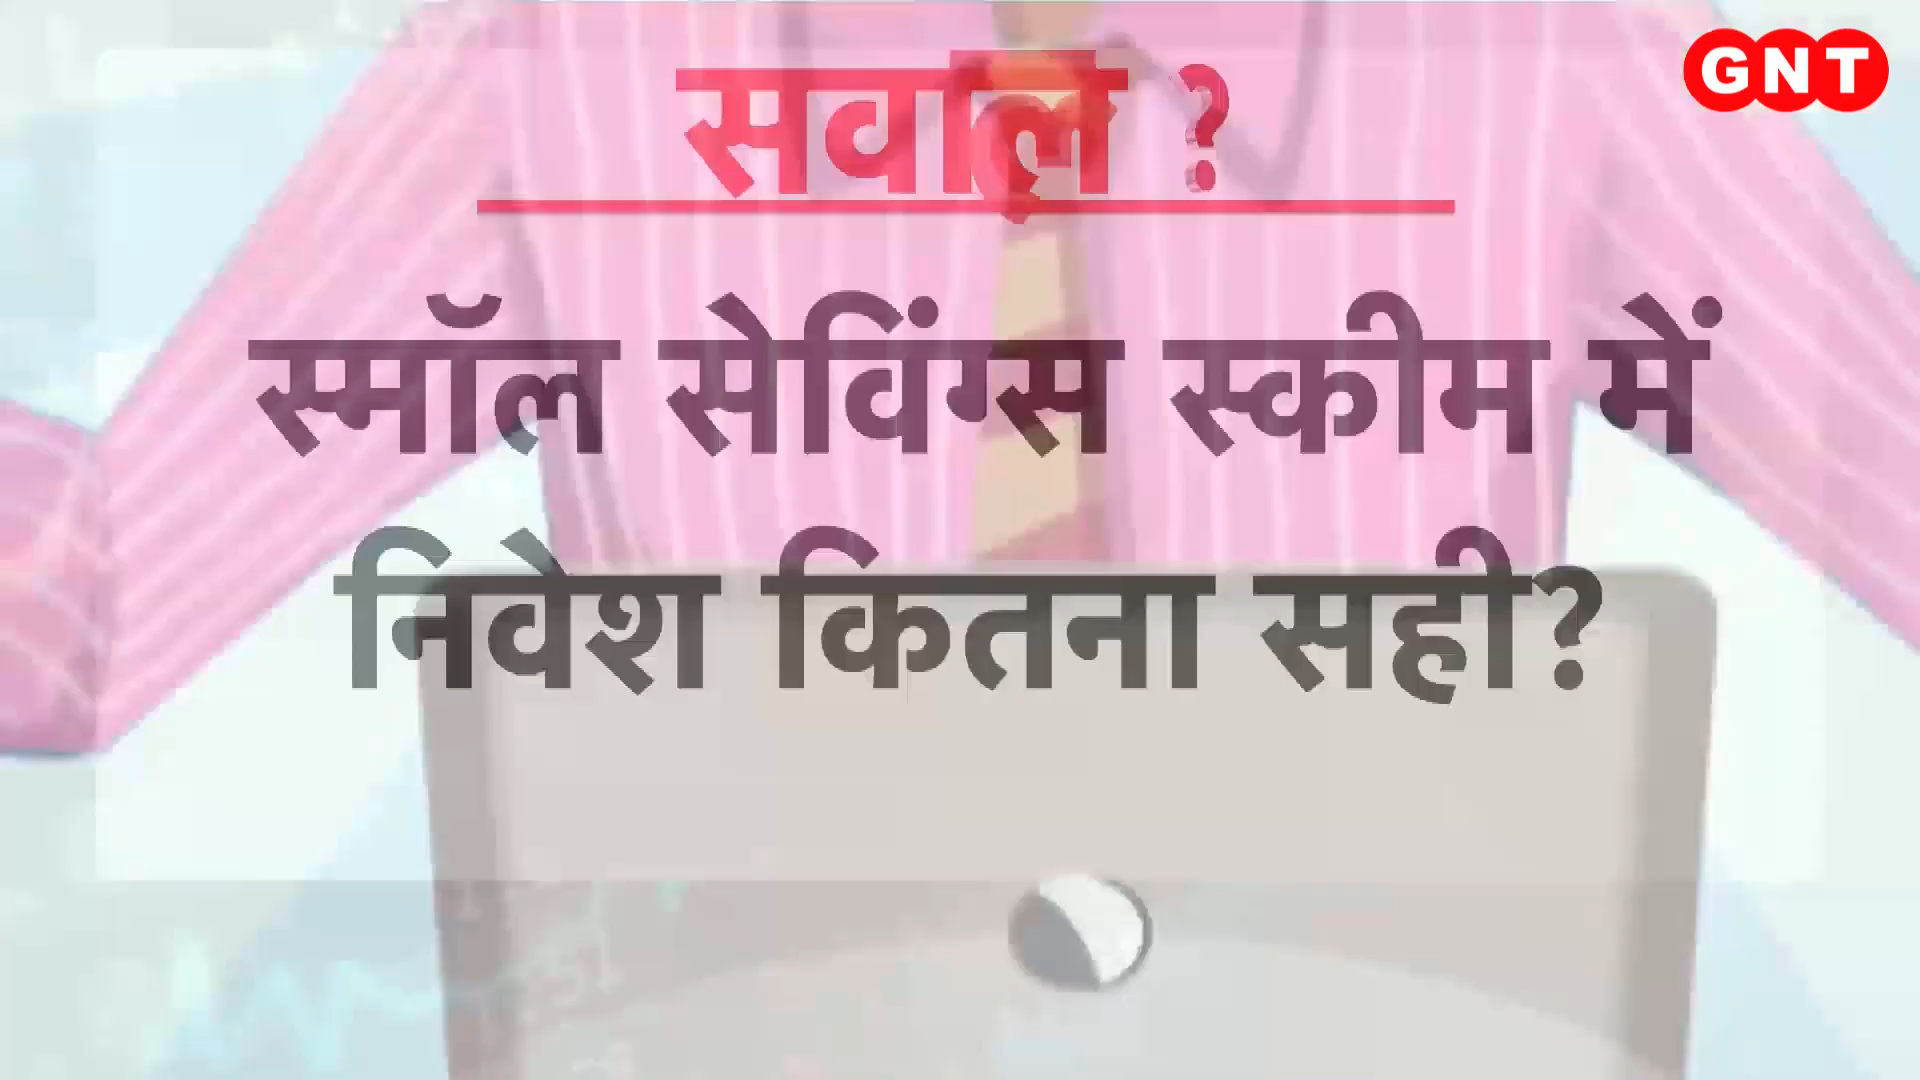 GNT
सवाल ?
स्मॉल सेविंग्स स्कीम में
निवेश कितना सही?